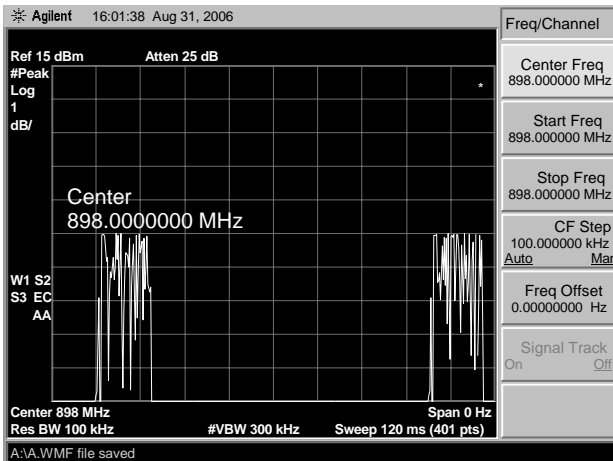 Agilent 16:01:38 Aug 31, 2006
Freq/Channel
Ref 15 dBm Atten 25 dB
#Peak
Log
1
dB/
*
Center
898.0000000 MHz
W1 S2
S3 EC
AA
Center 898 MHz Span 0 Hz
Res BW 100 kHz #VBW 300 kHz Sweep 120 ms (401 pts)
A:\A.WMF file saved
Center Freq
898.000000 MHz
Start Freq
898.000000 MHz
Stop Freq
898.000000 MHz
CF Step
100.000000 kHz
Auto Man
Freq Offset
0.00000000 Hz
Signal Track
On Off